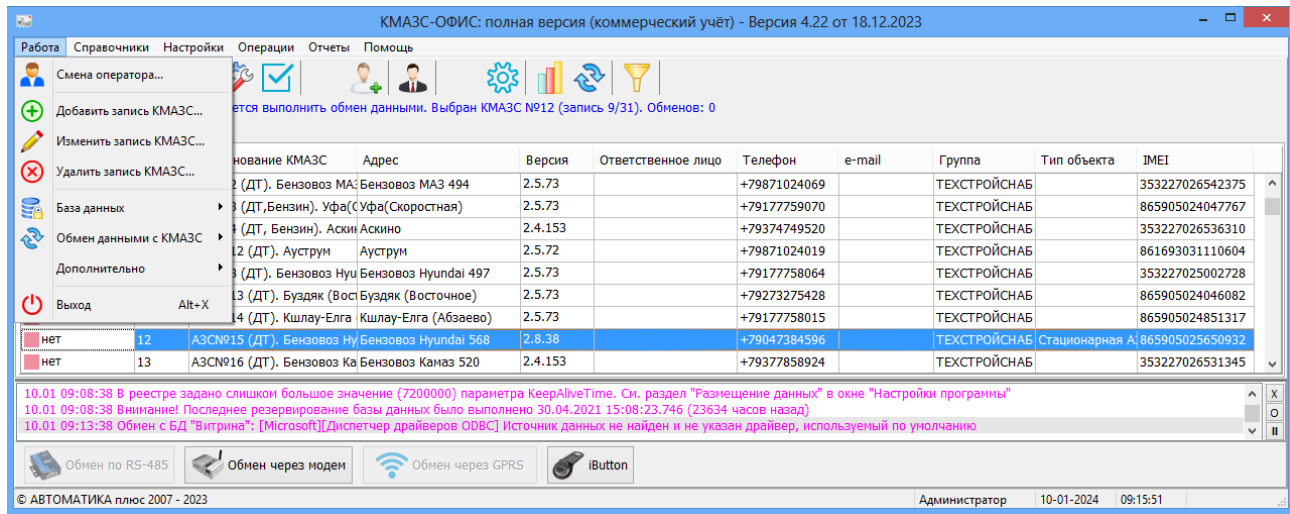 КМАЗС-ОФИС: полная версия (коммерческий учёт) - Версия 4.22 от 18.12.2023
Работа Справочники Настройки Операции Отчеты Помощь
Смена оператора...
Добавить запись КМАЗС...
Изменить запись КМАЗС...
Удалить запись КМАЗС...
База данных
Обмен данными с КМАЗС
Дополнительно
Выход Alt+X
ется выполнить обмен данными. Выбран КМАЗС №12 (запись 9/31). Обменов: 0
нование КМАЗС Адрес Версия Ответственное лицо Телефон e-mail Группа Тип объекта IMEI
2 (ДТ). Бензовоз МАЗ Бензовоз МАЗ 494 2.5.73 +79871024069 ТЕХСТРОЙСНАБ 353227026542375
3 (ДТ,Бензин). Уфа(С Уфа(Скоростная) 2.5.73 +79177759070 ТЕХСТРОЙСНАБ 865905024047767
4 (ДТ, Бензин). Аскин Аскино 2.4.153 +79374749520 ТЕХСТРОЙСНАБ 353227026536310
12 (ДТ). Ауструм Ауструм 2.5.72 +79871024019 ТЕХСТРОЙСНАБ 861693031110604
3 (ДТ). Бензовоз Hyu Бензовоз Hyundai 497 2.5.73 +79177758064 ТЕХСТРОЙСНАБ 353227025002728
13 (ДТ). Буздяк (Вост Буздяк (Восточное) 2.5.73 +79273275428 ТЕХСТРОЙСНАБ 865905024046082
14 (ДТ). Кшлау-Елга Кшлау-Елга (Абзаево) 2.5.73 +79177758015 ТЕХСТРОЙСНАБ 865905024851317
нет 12 АЗСN№15 (ДТ). Бензовоз Hy Бензовоз Hyundai 568 2.8.38 +79047384596 ТЕХСТРОЙСНАБ Стационарная АЗ 865905025650932
нет 13 АЗСN№16 (ДТ). Бензовоз Ка Бензовоз Камаз 520 2.4.153 +79377858924 ТЕХСТРОЙСНАБ 353227026531345
10.01 09:08:38 В реестре задано слишком большое значение (7200000) параметра KeepAliveTime. См. раздел "Размещение данных" в окне "Настройки программы"
10.01 09:08:38 Внимание! Последнее резервирование базы данных было выполнено 30.04.2021 15:08:23.746 (23634 часов назад)
10.01 09:13:38 Обмен с БД "Витрина": [Microsoft][Диспетчер драйверов ODBC] Источник данных не найден и не указан драйвер, используемый по умолчанию
X
O
II
Обмен по RS-485 Обмен через модем Обмен через GPRS iButton
© АВТОМАТИКА плюс 2007 - 2023 Администратор 10-01-2024 09:15:51